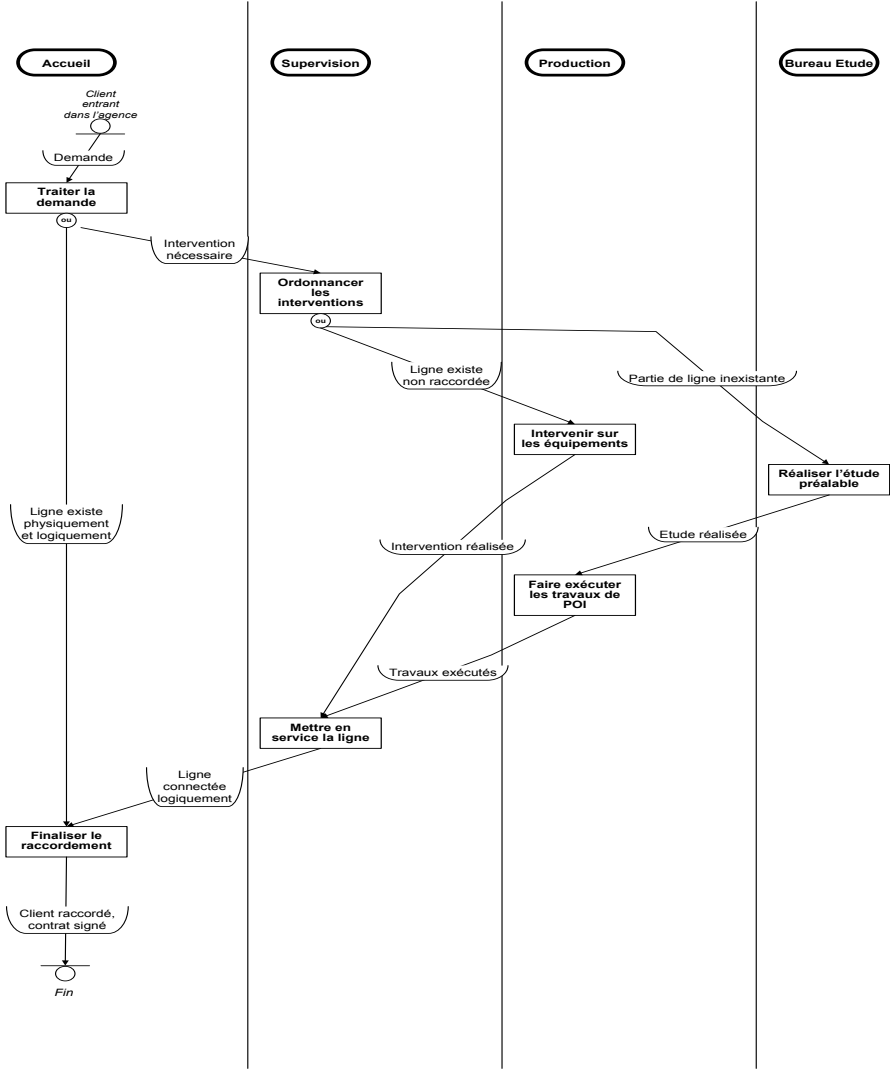 Accueil
Supervision
Production
Bureau Etude
Client
entrant
dans l'agence
Demande
Traiter la
demande
ou
Intervention
nécessaire
Ordonnancer
les
interventions
ou
Ligne existe
non raccordée
Partie de ligne inexistante
Intervenir sur
les équipements
Réaliser l'étude
préalable
Ligne existe
physiquement
et logiquement
Intervention réalisée
Etude réalisée
Faire exécuter
les travaux de
POI
Travaux exécutés
Mettre en
service la ligne
Ligne
connectée
logiquement
Finaliser le
raccordement
Client raccordé,
contrat signé
Fin